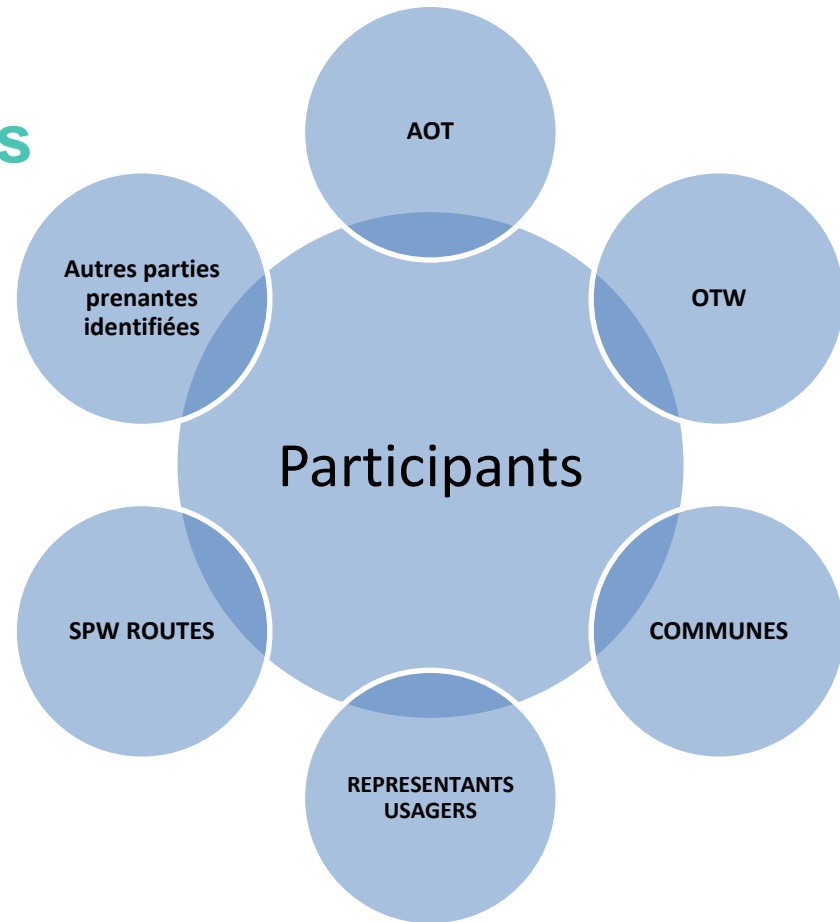 s
AOT
Autres parties
prenantes
identifiées
OTW
Participants
SPW ROUTES
COMMUNES
REPRESENTANTS
USAGERS